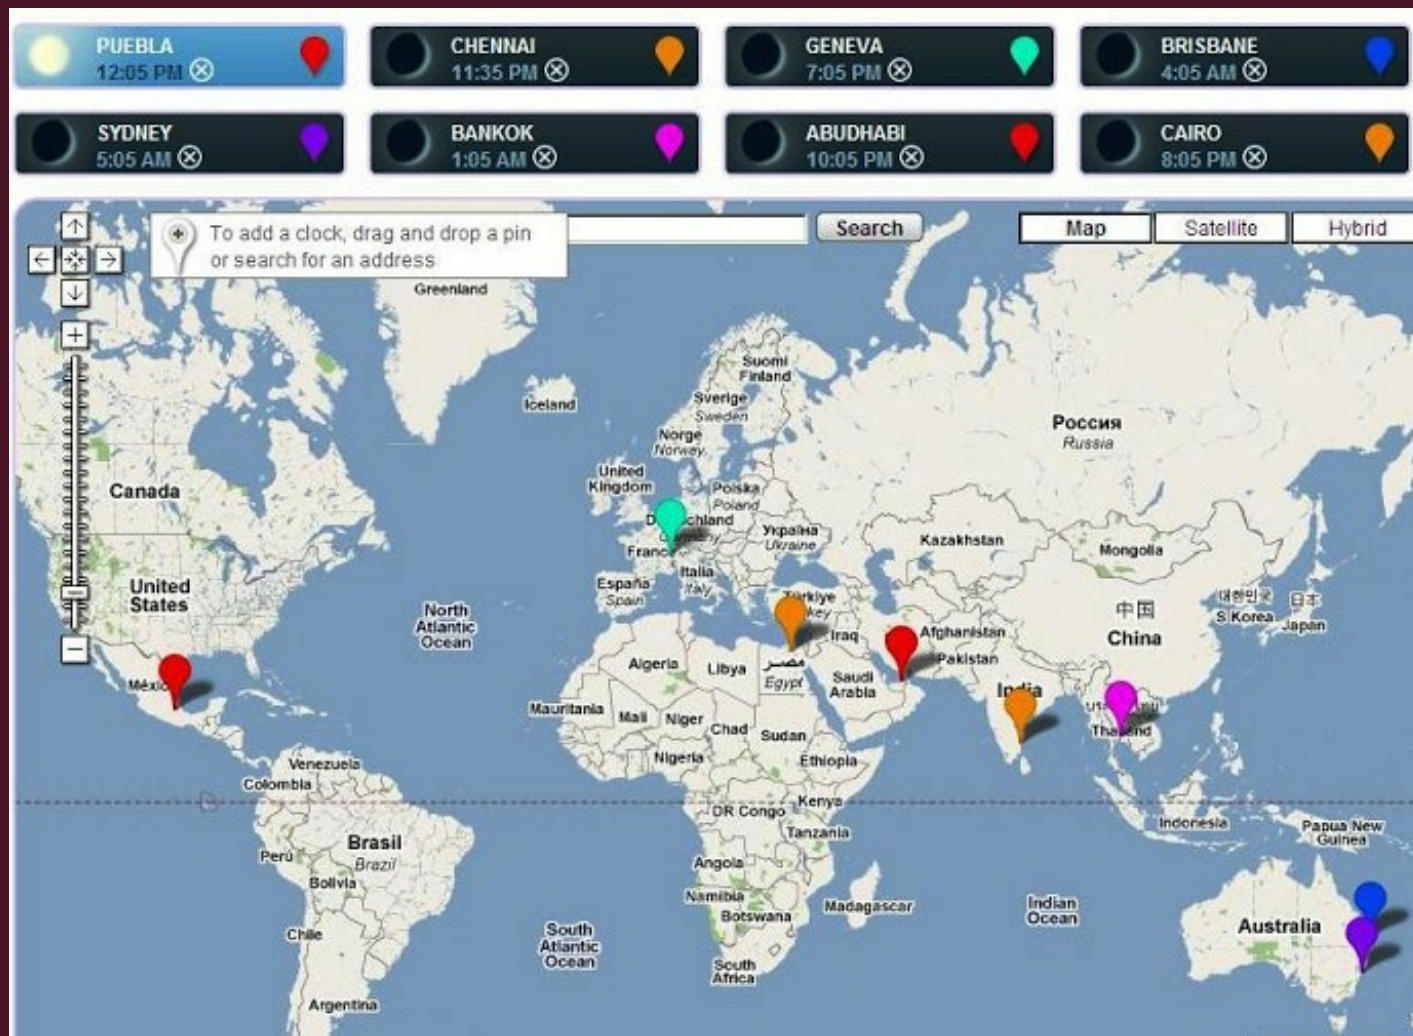 PUEBLA
12:05 PM
CHENNAI
11:35 PM
GENEVA
7:05 PM
BRISBANE
4:05 AM
SYDNEY
5:05 AM
BANKOK
1:05 AM
ABUDHABI
10:05 PM
CAIRO
8:05 PM
To add a clock, drag and drop a pin
or search for an address
Search
Map
Satellite
Hybrid
Greenland
Iceland
Suomi
Finland
Sverige
Sweden
Norge
Norway
Россия
Russia
United
Kingdom
Polska
Poland
Canada
Україна
Ukraine
Kazakhstan
Mongolia
Italia
Italy
España
Spain
United
States
North
Atlantic
Ocean
中国
China
대한민국
S Korea
日本
Japan
Iraq
Afghanistan
Pakistan
Algeria
Libya
مصر
Egypt
Saudi
Arabia
India
Mauritania
Mali
Niger
Chad
Sudan
Nigeria
Ethiopia
Venezuela
Colombia
DR Congo
Kenya
Tanzania
Indonesia
Papua New
Guinea
Perú
Brasil
Brazil
Bolivia
Angola
Namibia
Botswana
Madagascar
Indian
Ocean
Australia
Chile
South
Atlantic
Ocean
South
Africa
Argentina